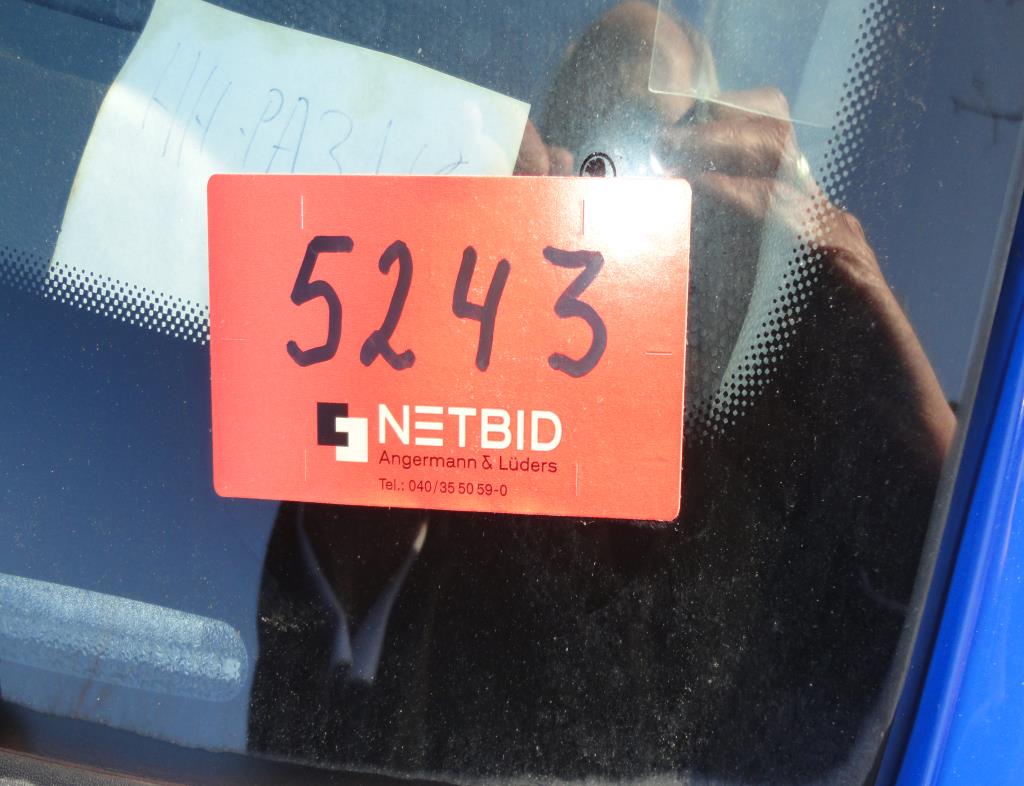 5243
NETBID
Angermann & Lüders
Tel.: 040/35 50 59-0